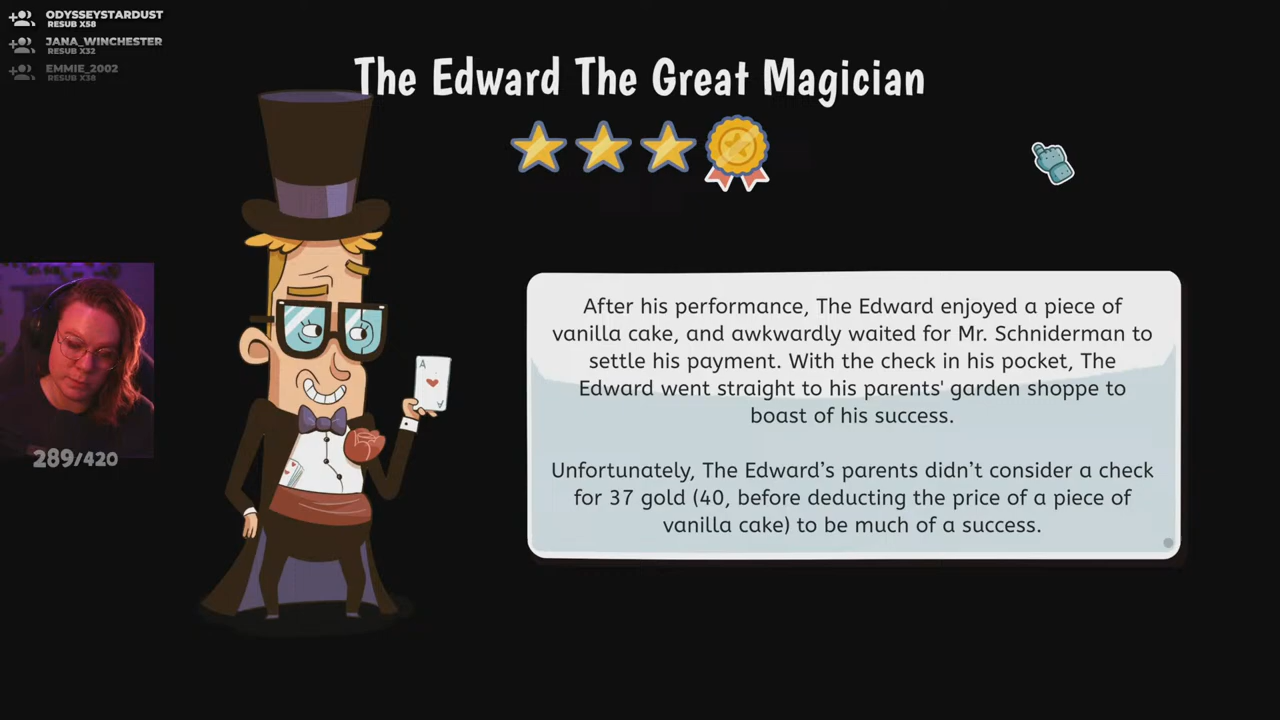 ODYSSEYSTARDUST
RESUB X58
JANA_WINCHESTER
RESUB X32
EMMIE_2002
RESUB X38
The Edward The Great Magician
A
A
After his performance, The Edward enjoyed a piece of
vanilla cake, and awkwardly waited for Mr. Schniderman to
settle his payment. With the check in his pocket, The
Edward went straight to his parents' garden shoppe to
boast of his success.
Unfortunately, The Edward’s parents didn’t consider a check
for 37 gold (40, before deducting the price of a piece of
vanilla cake) to be much of a success.
289/420